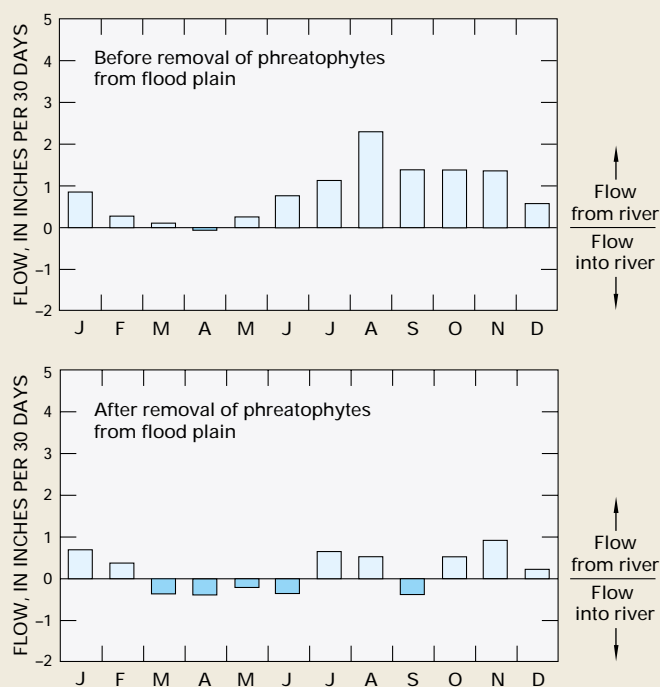 FLOW, IN INCHES PER 30 DAYS
5
4
3
2
1
0
–1
–2
Before removal of phreatophytes
from flood plain
J F M A M J J A S O N D
Flow
from river
Flow
into river
FLOW, IN INCHES PER 30 DAYS
5
4
3
2
1
0
–1
–2
After removal of phreatophytes
from flood plain
J F M A M J J A S O N D
Flow
from river
Flow
into river